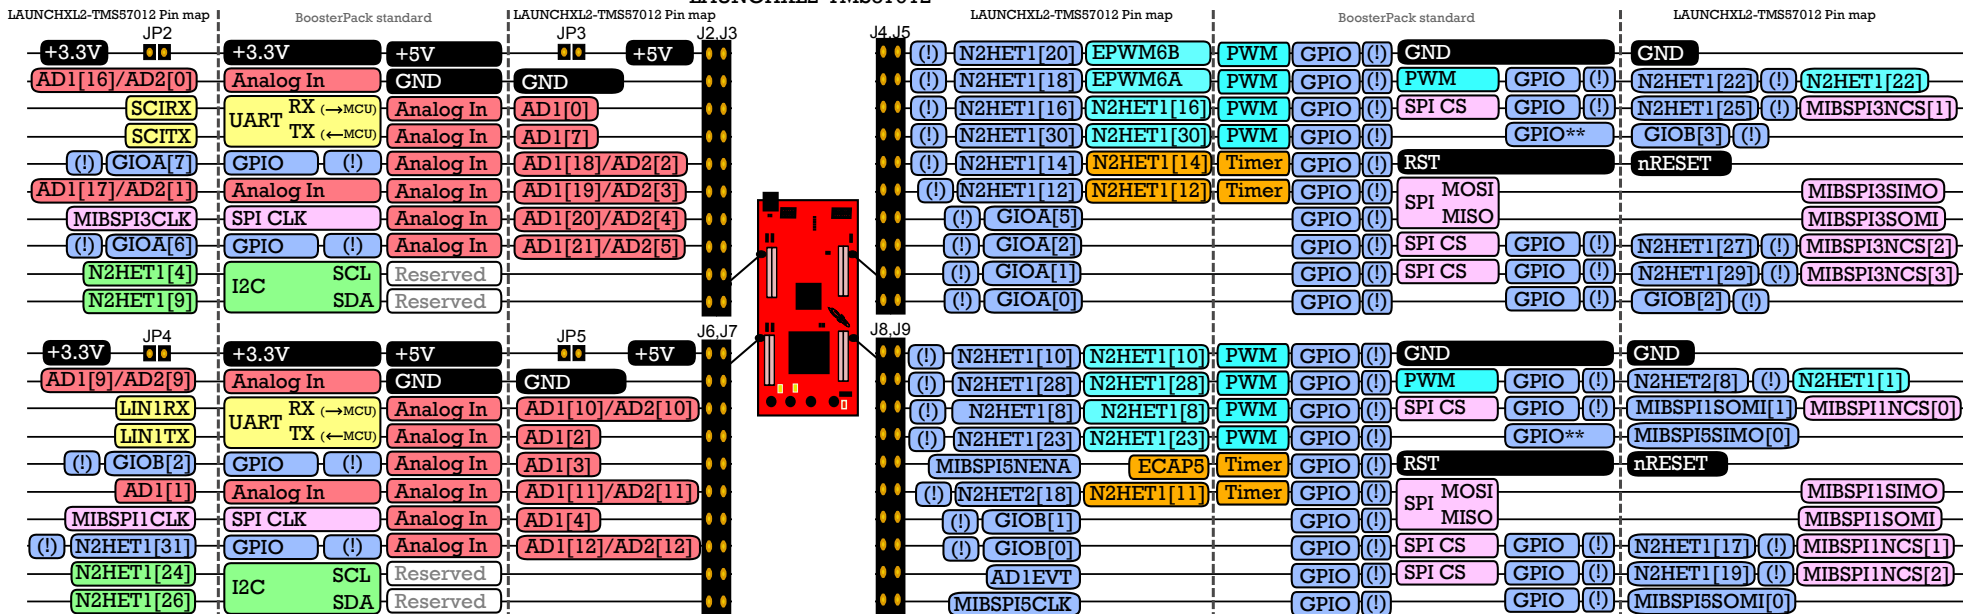 LAUNCHXL2-TMS57012
LAUNCHXL2-TMS57012 Pin map BoosterPack standard LAUNCHXL2-TMS57012 Pin map LAUNCHXL2-TMS57012 Pin map BoosterPack standard LAUNCHXL2-TMS57012 Pin map
JP2 JP3 J2,J3 J4,J5
+3.3V +3.3V +5V +5V (!) N2HET1[20] EPWM6B PWM GPIO (!) GND GND
AD1[16]/AD2[0] Analog In GND GND (!) N2HET1[18] EPWM6A PWM GPIO (!) PWM GPIO (!) N2HET1[22] (!) N2HET1[22]
SCIRX UART RX (→MCU) Analog In AD1[0] (!) N2HET1[16] N2HET1[16] PWM GPIO (!) SPI CS GPIO (!) N2HET1[25] (!) MIBSPI3NCS[1]
SCITX TX (←MCU) Analog In AD1[7] (!) N2HET1[30] N2HET1[30] PWM GPIO (!) GPIO** GIOB[3] (!)
(!) GIOA[7] GPIO (!) Analog In AD1[18]/AD2[2] (!) N2HET1[14] N2HET1[14] Timer GPIO (!) RST nRESET
AD1[17]/AD2[1] Analog In Analog In AD1[19]/AD2[3] (!) N2HET1[12] N2HET1[12] Timer GPIO (!) SPI MOSI MIBSPI3SIMO
MIBSPI3CLK SPI CLK Analog In AD1[20]/AD2[4] (!) GIOA[5] GPIO (!) MISO MIBSPI3SOMI
(!) GIOA[6] GPIO (!) Analog In AD1[21]/AD2[5] (!) GIOA[2] GPIO (!) SPI CS GPIO (!) N2HET1[27] (!) MIBSPI3NCS[2]
N2HET1[4] I2C SCL Reserved (!) GIOA[1] GPIO (!) SPI CS GPIO (!) N2HET1[29] (!) MIBSPI3NCS[3]
N2HET1[9] SDA Reserved (!) GIOA[0] GPIO (!) GPIO (!) GIOB[2] (!)
JP4 JP5 J6,J7 J8,J9
+3.3V +3.3V +5V +5V (!) N2HET1[10] N2HET1[10] PWM GPIO (!) GND GND
AD1[9]/AD2[9] Analog In GND GND (!) N2HET1[28] N2HET1[28] PWM GPIO (!) PWM GPIO (!) N2HET2[8] (!) N2HET1[1]
LIN1RX UART RX (→MCU) Analog In AD1[10]/AD2[10] (!) N2HET1[8] N2HET1[8] PWM GPIO (!) SPI CS GPIO (!) MIBSPI1SOMI[1] MIBSPI1NCS[0]
LIN1TX TX (←MCU) Analog In AD1[2] (!) N2HET1[23] N2HET1[23] PWM GPIO (!) GPIO** MIBSPI5SIMO[0]
(!) GIOB[2] GPIO (!) Analog In AD1[3] MIBSPI5NENA ECAP5 Timer GPIO (!) RST nRESET
AD1[1] Analog In Analog In AD1[11]/AD2[11] (!) N2HET2[18] N2HET1[11] Timer GPIO (!) SPI MOSI MIBSPI1SIMO
MIBSPI1CLK SPI CLK Analog In AD1[4] (!) GIOB[1] GPIO (!) MISO MIBSPI1SOMI
(!) N2HET1[31] GPIO (!) Analog In AD1[12]/AD2[12] (!) GIOB[0] GPIO (!) SPI CS GPIO (!) N2HET1[17] (!) MIBSPI1NCS[1]
N2HET1[24] I2C SCL Reserved AD1EVT GPIO (!) SPI CS GPIO (!) N2HET1[19] (!) MIBSPI1NCS[2]
N2HET1[26] SDA Reserved MIBSPI5CLK GPIO (!) GPIO (!) MIBSPI5SOMI[0]